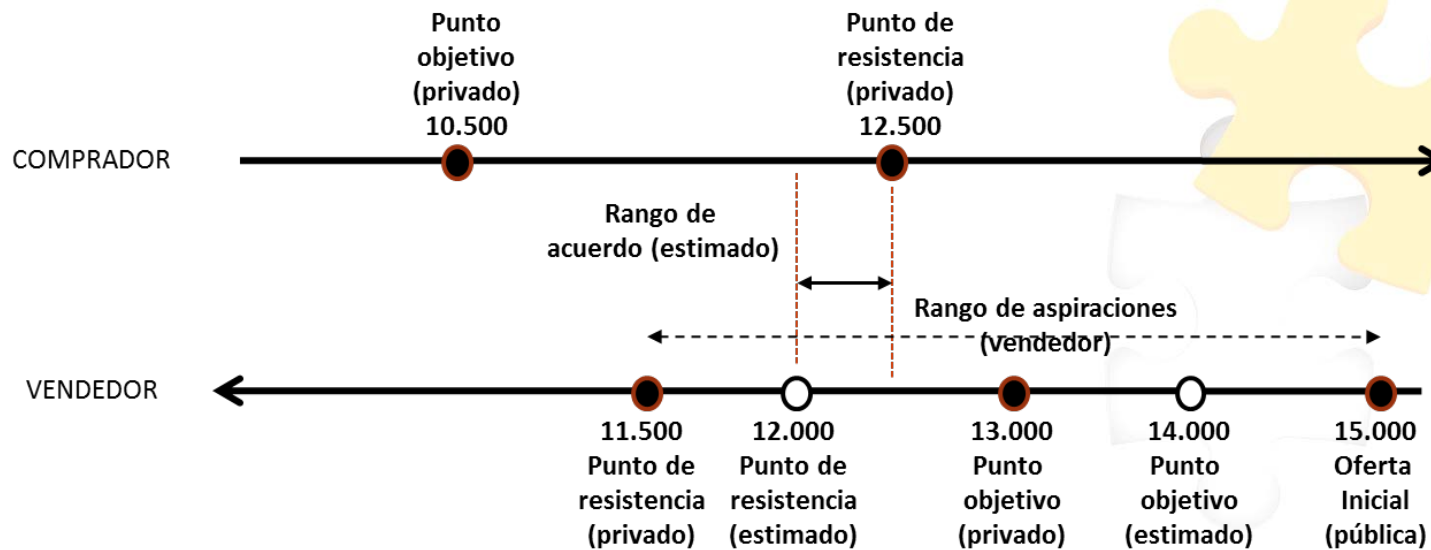 Punto
objetivo
(privado)
10.500
Punto de
resistencia
(privado)
12.500
COMPRADOR
Rango de
acuerdo (estimado)
Rango de aspiraciones
(vendedor)
VENDEDOR
11.500
Punto de
resistencia
(privado)
12.000
Punto de
resistencia
(estimado)
13.000
Punto
objetivo
(privado)
14.000
Punto
objetivo
(estimado)
15.000
Oferta
Inicial
(pública)